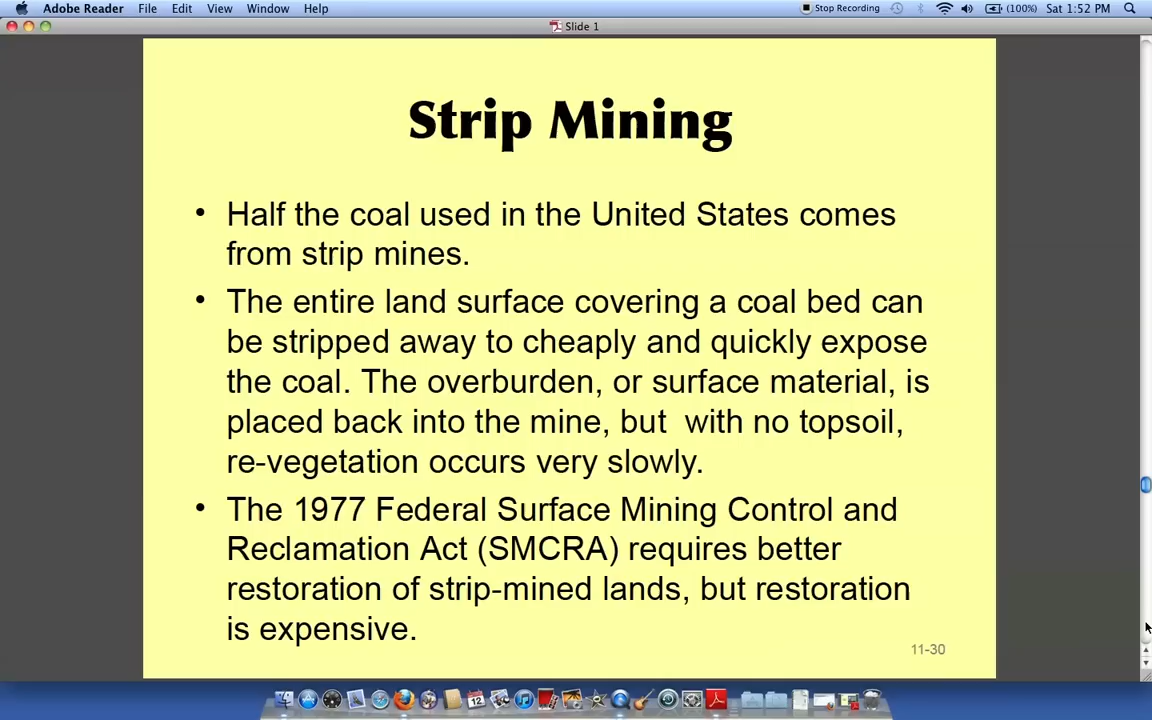 Adobe Reader File Edit View Window Help Stop Recording (100%) Sat 1:52 PM
Slide 1
Strip Mining
• Half the coal used in the United States comes
from strip mines.
• The entire land surface covering a coal bed can
be stripped away to cheaply and quickly expose
the coal. The overburden, or surface material, is
placed back into the mine, but with no topsoil,
re-vegetation occurs very slowly.
• The 1977 Federal Surface Mining Control and
Reclamation Act (SMCRA) requires better
restoration of strip-mined lands, but restoration
is expensive.
11-30
12